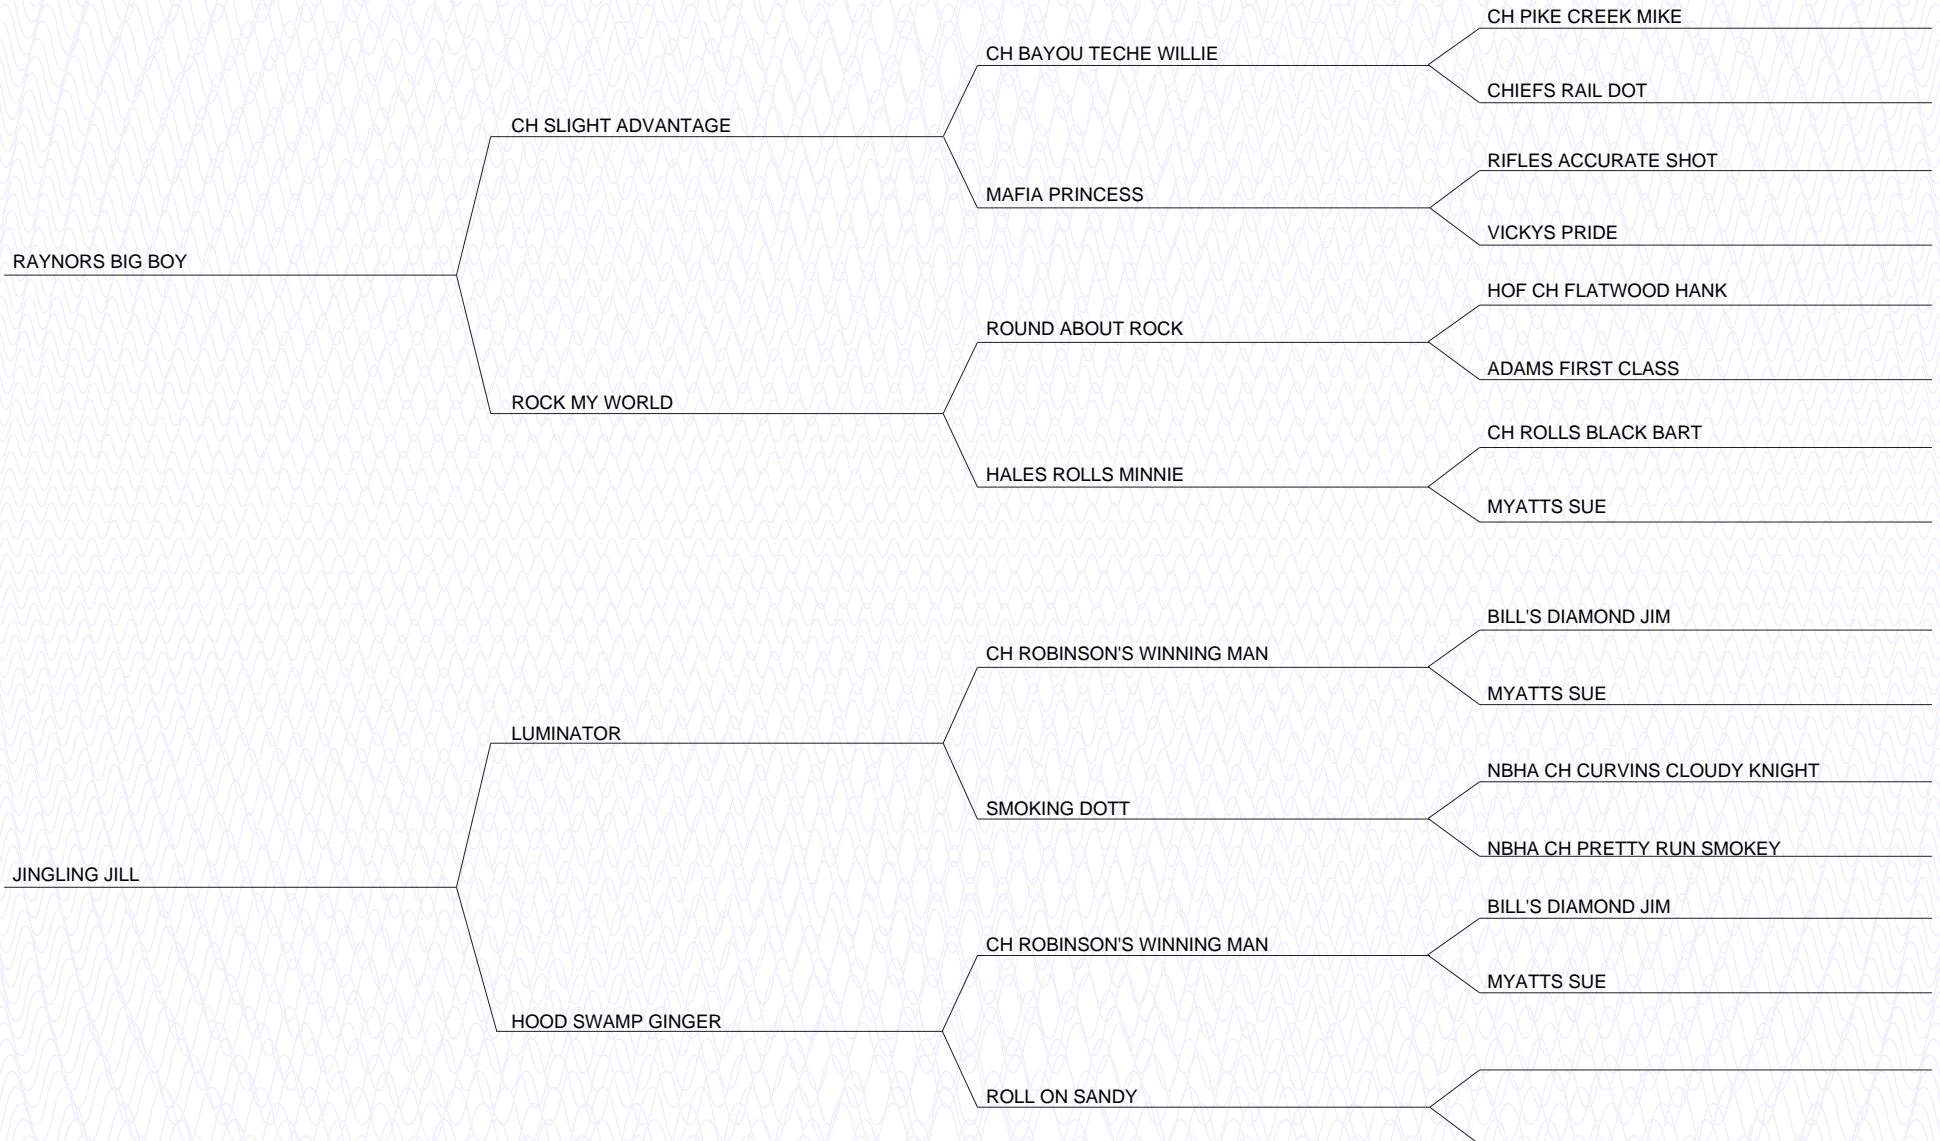 CH PIKE CREEK MIKE
CH BAYOU TECHE WILLIE
CHIEFS RAIL DOT
CH SLIGHT ADVANTAGE
RIFLES ACCURATE SHOT
MAFIA PRINCESS
VICKYS PRIDE
RAYNORS BIG BOY
HOF CH FLATWOOD HANK
ROUND ABOUT ROCK
ADAMS FIRST CLASS
ROCK MY WORLD
CH ROLLS BLACK BART
HALES ROLLS MINNIE
MYATTS SUE
BILL'S DIAMOND JIM
CH ROBINSON'S WINNING MAN
MYATTS SUE
LUMINATOR
NBHA CH CURVINS CLOUDY KNIGHT
SMOKING DOTT
NBHA CH PRETTY RUN SMOKEY
JINGLING JILL
BILL'S DIAMOND JIM
CH ROBINSON'S WINNING MAN
MYATTS SUE
HOOD SWAMP GINGER
ROLL ON SANDY